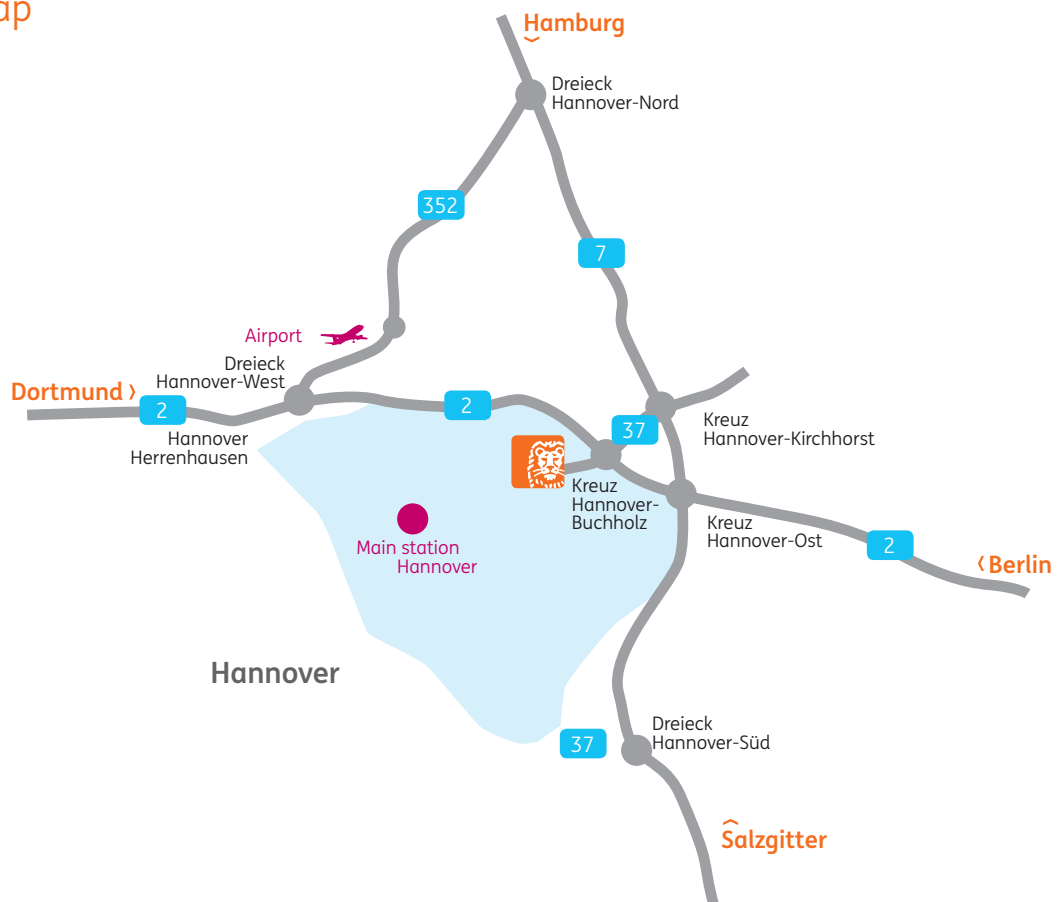 ap
Hamburg
Dreieck
Hannover-Nord
352
7
Airport
Dreieck
Hannover-West
Dortmund
2
Hannover
Herrenhausen
2
37
Kreuz
Hannover-Kirchhorst
Kreuz
Hannover-
Buchholz
Kreuz
Hannover-Ost
2
Berlin
Main station
Hannover
Hannover
37
Dreieck
Hannover-Süd
Salzgitter